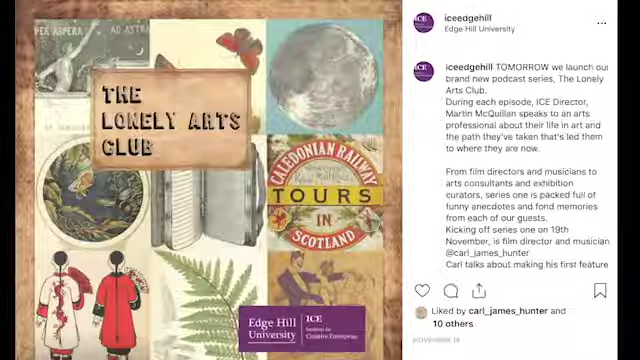 PER ASPERA
AD ASTRA
THE
LONELY ARTS
CLUB
CALEDONIAN RAILWAY
TOURS
IN
SCOTLAND
Edge Hill
University
ICE
Institute for
Creative Enterprise
iceedgehill
Edge Hill University
iceedgehill TOMORROW we launch our
brand new podcast series, The Lonely
Arts Club.
During each episode, ICE Director,
Martin McQuillan speaks to an arts
professional about their life in art and
the path they've taken that's led them
to where they are now.
From film directors and musicians to
arts consultants and exhibition
curators, series one is packed full of
funny anecdotes and fond memories
from each of our guests.
Kicking off series one on 19th
November, is film director and musician
@carl_james_hunter
Carl talks about making his first feature
Liked by carl_james_hunter and
10 others
NOVEMBER 18